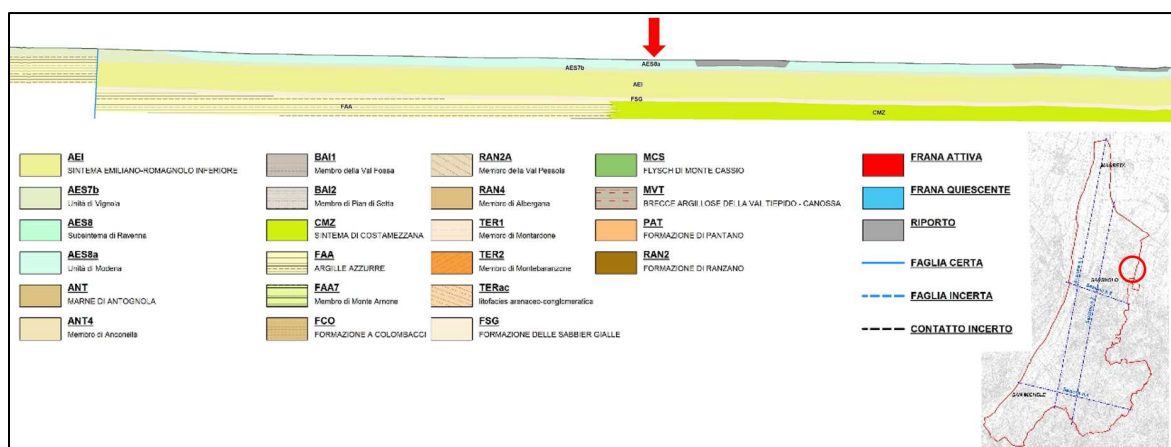 AES7b
AES8a
AEI
FSG
FAA
CMZ
AEI
SINTEMA EMILIANO-ROMAGNOLO INFERIORE
AES7b
Unità di Vignola
AES8
Subsintema di Ravenna
AES8a
Unità di Modena
ANT
MARNE DI ANTOGNOLA
ANT4
Membro di Anconella
BAI1
Membro della Val Fossa
BAI2
Membro di Pian di Setta
CMZ
SINTEMA DI COSTAMEZZANA
FAA
ARGILLE AZZURRE
FAA7
Membro di Monte Arnone
FCO
FORMAZIONE A COLOMBACCI
RAN2A
Membro della Val Pessola
RAN4
Membro di Albergana
TER1
Membro di Montardone
TER2
Membro di Montebaranzone
TERac
litofacies arenaceo-conglomeratica
FSG
FORMAZIONE DELLE SABBIE GIALLE
MCS
FLYSCH DI MONTE CASSIO
MVT
BRECCE ARGILLOSE DELLA VAL TIEPIDO - CANOSSA
PAT
FORMAZIONE DI PANTANO
RAN2
FORMAZIONE DI RANZANO
FRANA ATTIVA
FRANA QUIESCENTE
RIPORTO
FAGLIA CERTA
FAGLIA INCERTA
CONTATTO INCERTO
MAGRETA
SASSUOLO
SAN MICHELE